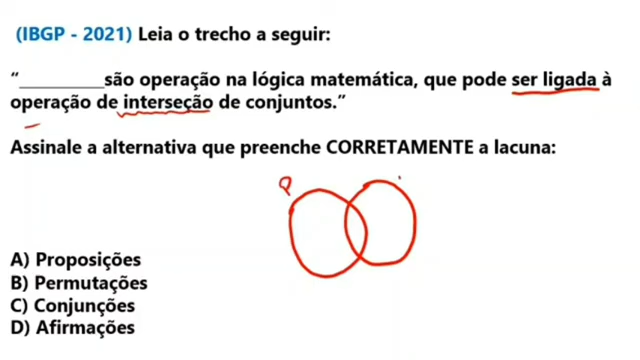 (IBGP - 2021) Leia o trecho a seguir:
“__________são operação na lógica matemática, que pode ser ligada à
operação de interseção de conjuntos.”
Assinale a alternativa que preenche CORRETAMENTE a lacuna:
P
A) Proposições
B) Permutações
C) Conjunções
D) Afirmações